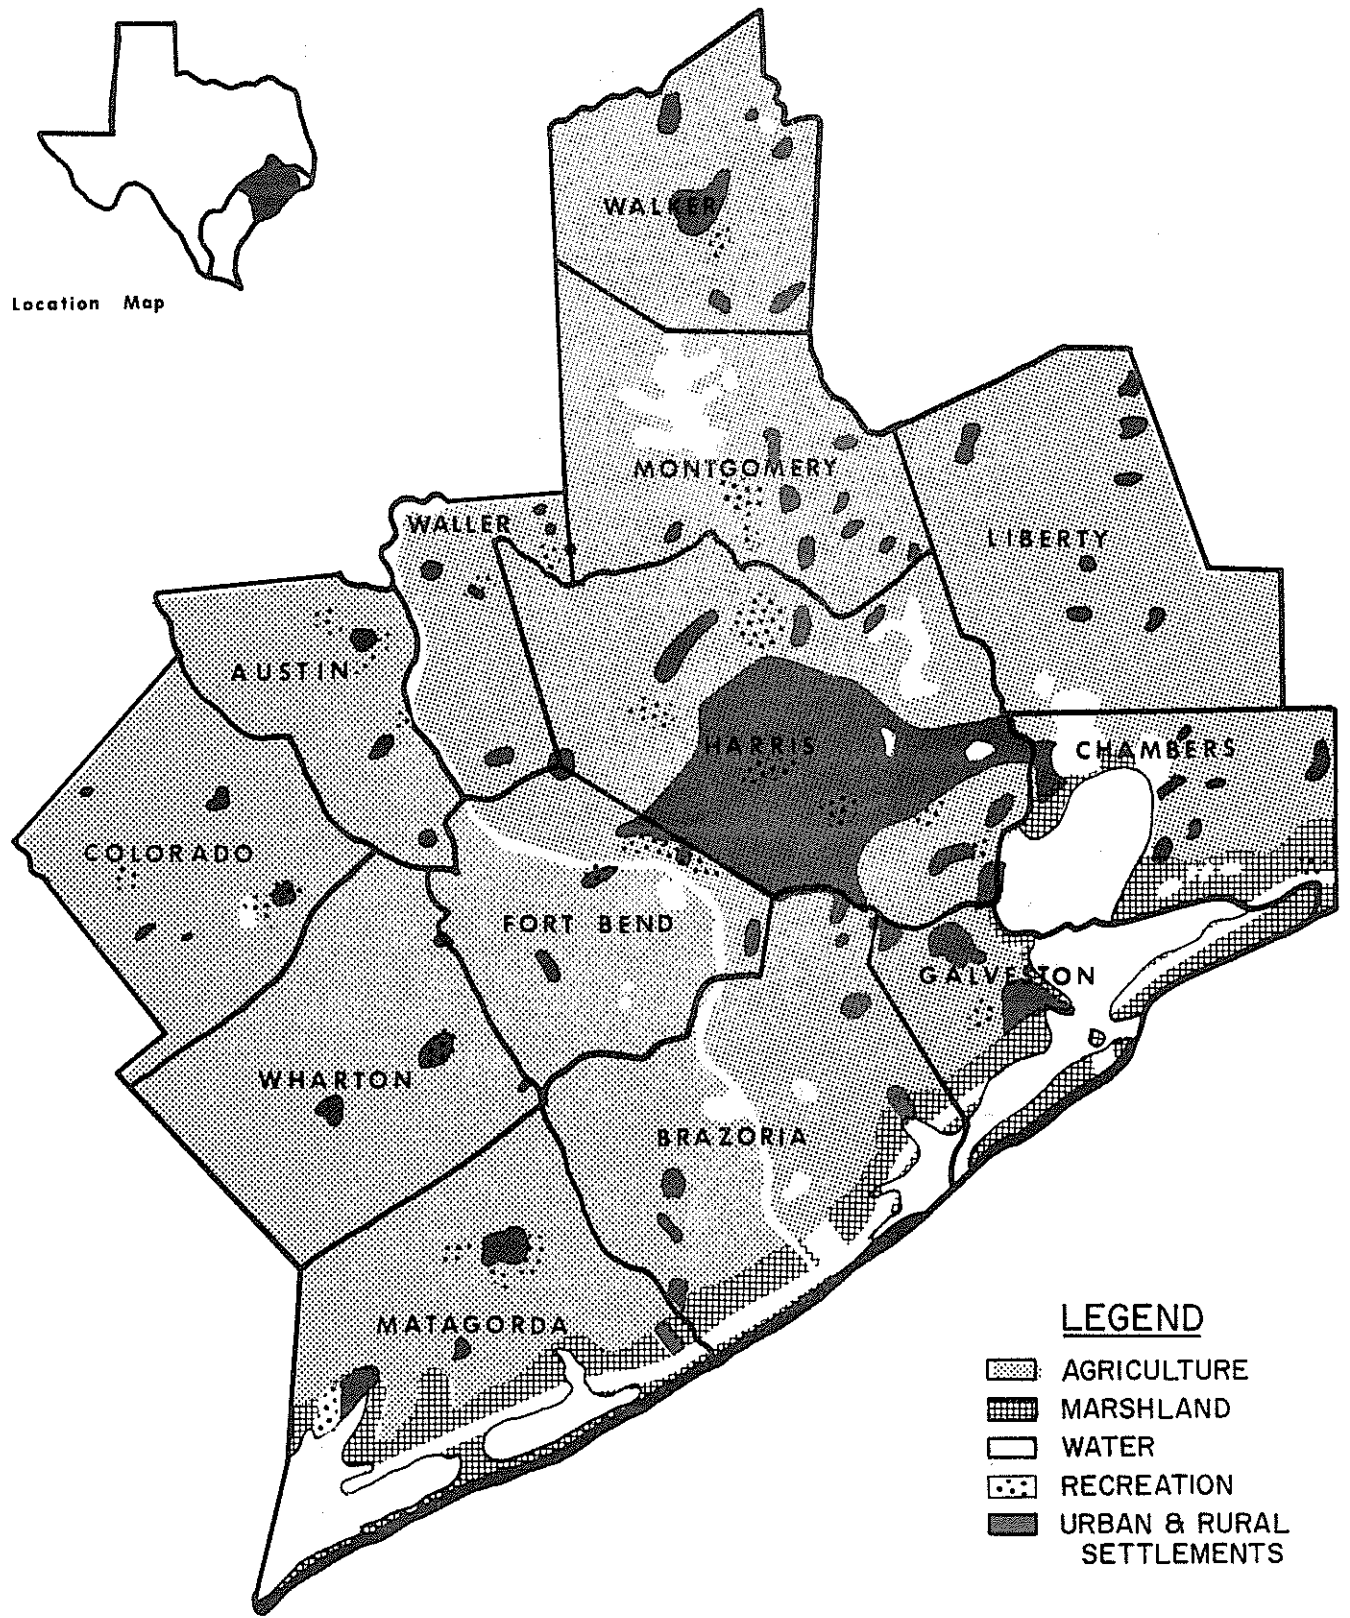 Location Map
WALKER
MONTGOMERY
WALLER
LIBERTY
AUSTIN
HARRIS
CHAMBERS
COLORADO
FORT BEND
GALVESTON
WHARTON
BRAZORIA
MATAGORDA
LEGEND
AGRICULTURE
MARSHLAND
WATER
RECREATION
URBAN & RURAL
SETTLEMENTS